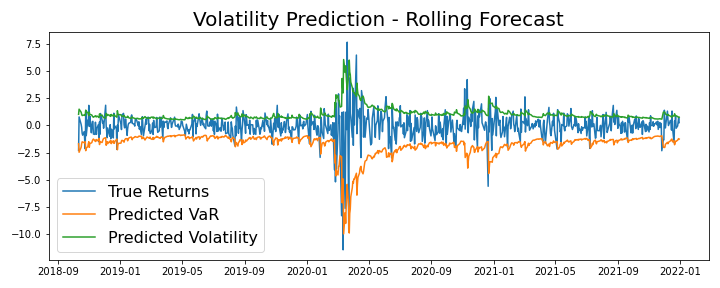 Volatility Prediction - Rolling Forecast
7.5
5.0
2.5
0.0
−2.5
−5.0
−7.5
−10.0
True Returns
Predicted VaR
Predicted Volatility
2018-09 2019-01 2019-05 2019-09 2020-01 2020-05 2020-09 2021-01 2021-05 2021-09 2022-01